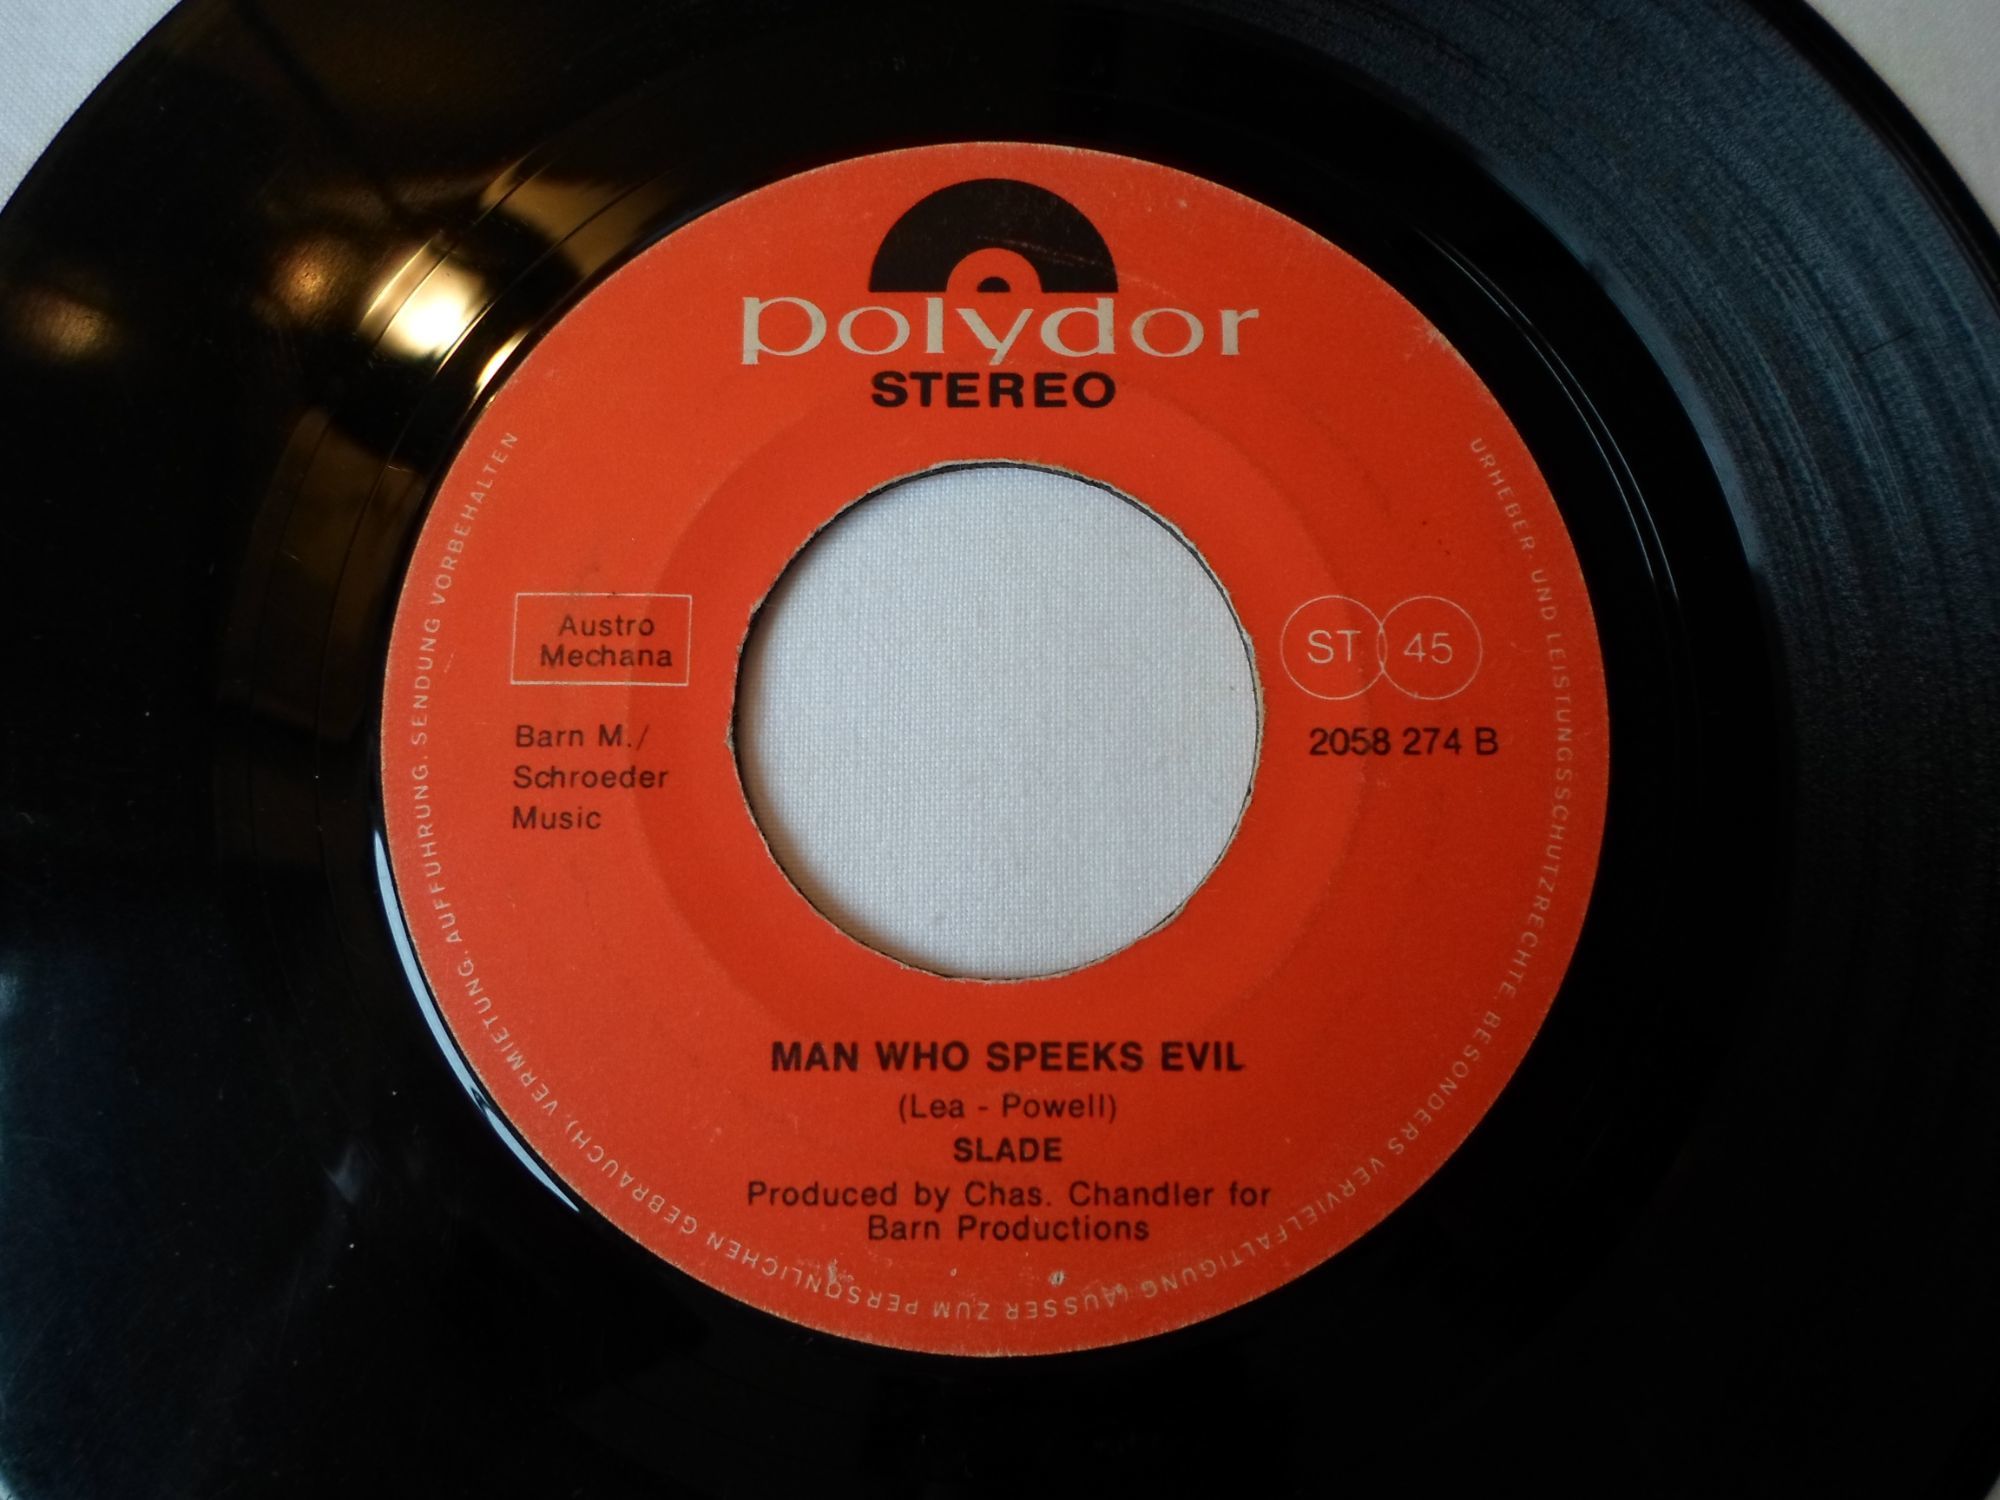 polydor
STEREO
Austro
Mechana
ST 45
Barn M./
Schroeder
Music
2058 274 B
MAN WHO SPEEKS EVIL
(Lea - Powell)
SLADE
Produced by Chas. Chandler for
Barn Productions
URHEBER- UND LEISTUNGSSCHUTZRECHTE, BESONDERS VERVIELFÄLTIGUNG (AUSSER ZUM PERSÖNLICHEN GEBRAUCH), VERMIETUNG, AUFFÜHRUNG, SENDUNG VORBEHALTEN